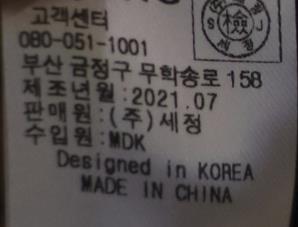 고객센터
080-051-1001
부산 금정구 무학송로 158
제조년월:2021.07
판매원:(주)세정
수입원:MDK
Designed in KOREA
MADE IN CHINA
檢